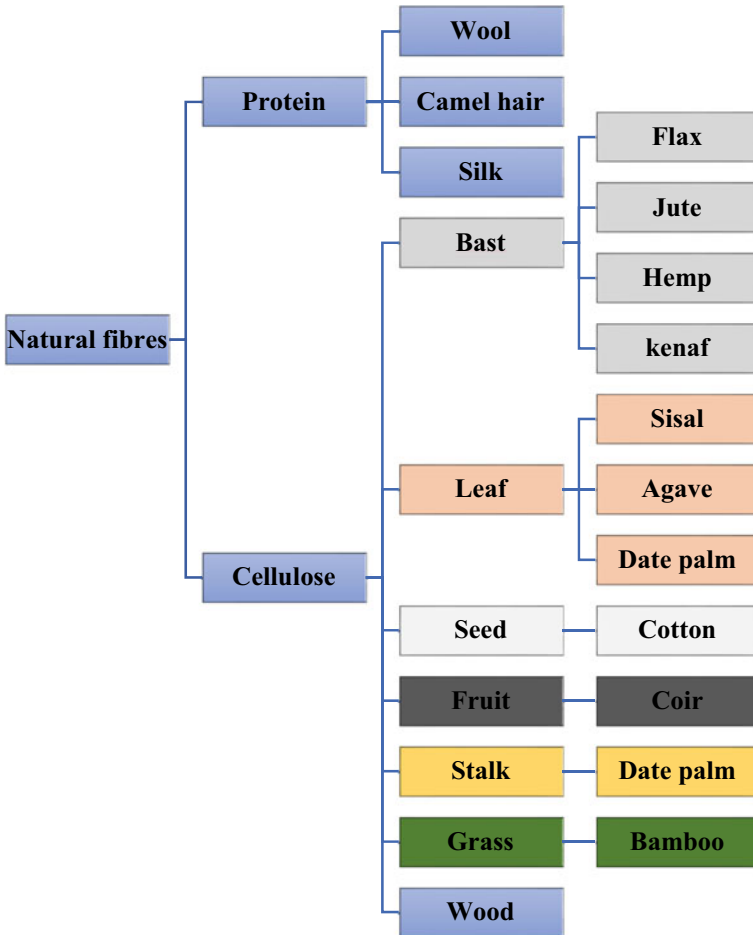 Natural fibres
Protein
Wool
Camel hair
Silk
Cellulose
Bast
Flax
Jute
Hemp
kenaf
Leaf
Sisal
Agave
Date palm
Seed
Cotton
Fruit
Coir
Stalk
Date palm
Grass
Bamboo
Wood